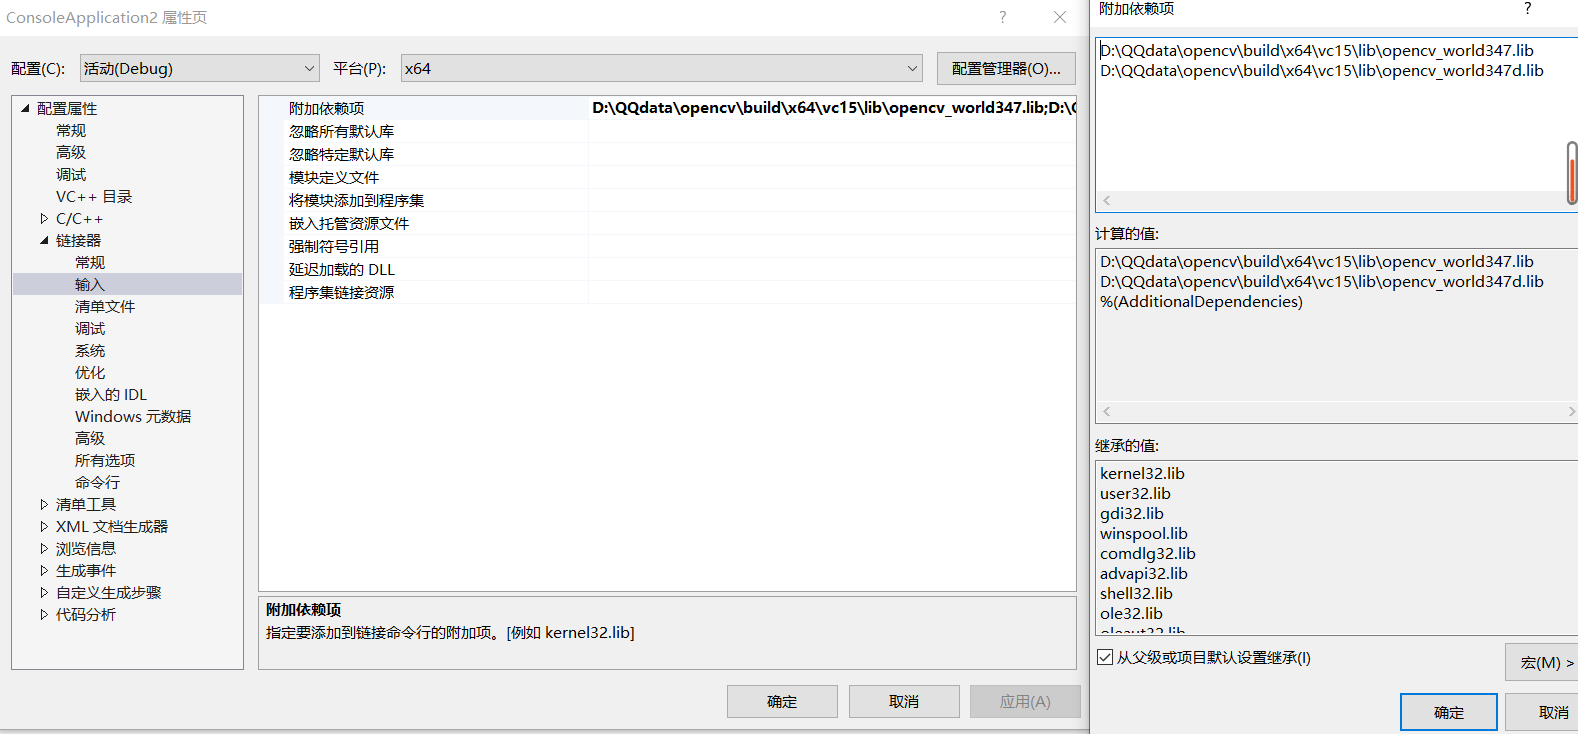 ConsoleApplication2 属性页
?
配置(C):
活动(Debug)
平台(P):
x64
配置管理器(O)...
配置属性
常规
高级
调试
VC++ 目录
C/C++
链接器
常规
输入
清单文件
调试
系统
优化
嵌入的 IDL
Windows 元数据
高级
所有选项
命令行
清单工具
XML 文档生成器
浏览信息
生成事件
自定义生成步骤
代码分析
附加依赖项 D:\QQdata\opencv\build\x64\vc15\lib\opencv_world347.lib;D:\
忽略所有默认库
忽略特定默认库
模块定义文件
将模块添加到程序集
嵌入托管资源文件
强制符号引用
延迟加载的 DLL
程序集链接资源
附加依赖项
指定要添加到链接命令行的附加项。[例如 kernel32.lib]
确定
取消
应用(A)
附加依赖项
?
D:\QQdata\opencv\build\x64\vc15\lib\opencv_world347.lib
D:\QQdata\opencv\build\x64\vc15\lib\opencv_world347d.lib
计算的值:
D:\QQdata\opencv\build\x64\vc15\lib\opencv_world347.lib
D:\QQdata\opencv\build\x64\vc15\lib\opencv_world347d.lib
%(AdditionalDependencies)
继承的值:
kernel32.lib
user32.lib
gdi32.lib
winspool.lib
comdlg32.lib
advapi32.lib
shell32.lib
ole32.lib
oleaut32.lib
从父级或项目默认设置继承(I)
宏(M) >
确定
取消